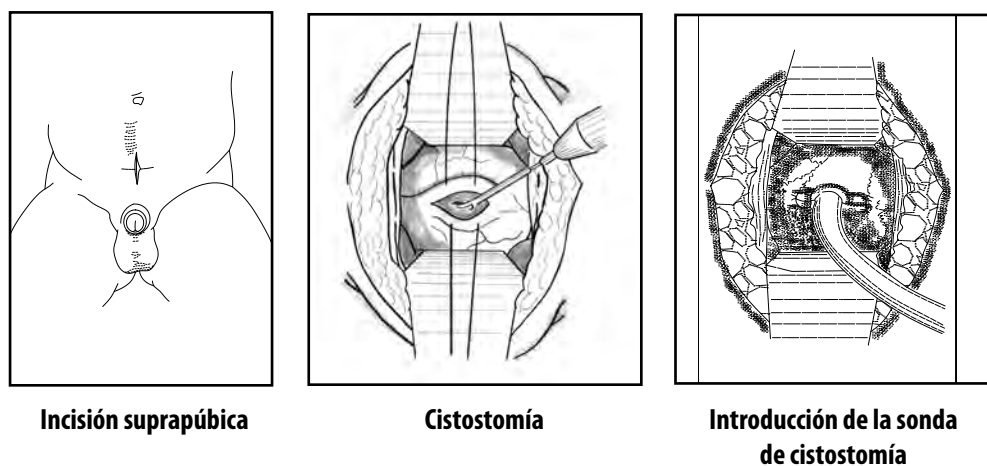 Incisión suprapúbica
Cistostomía
Introducción de la sonda
de cistostomía